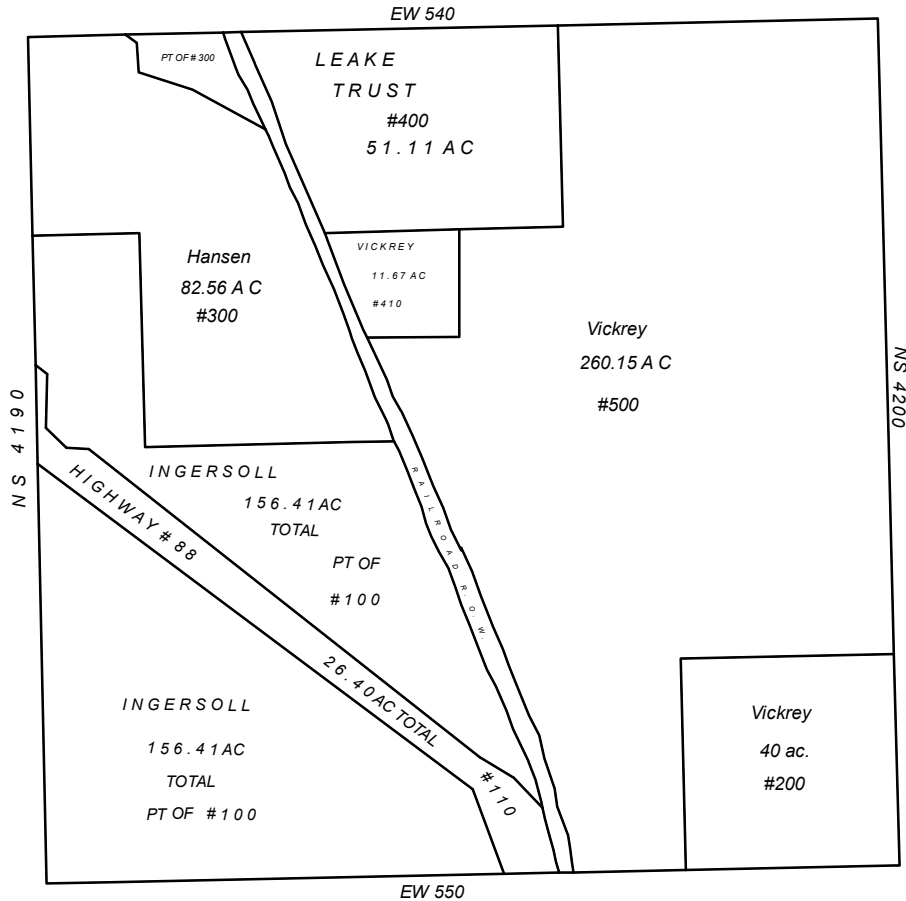 EW 540
PT OF # 300
LEAKE
TRUST
#400
51.11 AC
VICKREY
11.67 AC
#410
Hansen
82.56 A C
#300
Vickrey
260.15 A C
#500
NS 4200
NS 4190
INGERSOLL
156.41AC
TOTAL
PT OF
#100
HIGHWAY # 88
RAILROAD R. O. W.
26.40AC TOTAL
#110
INGERSOLL
156.41AC
TOTAL
PT OF #100
Vickrey
40 ac.
#200
EW 550